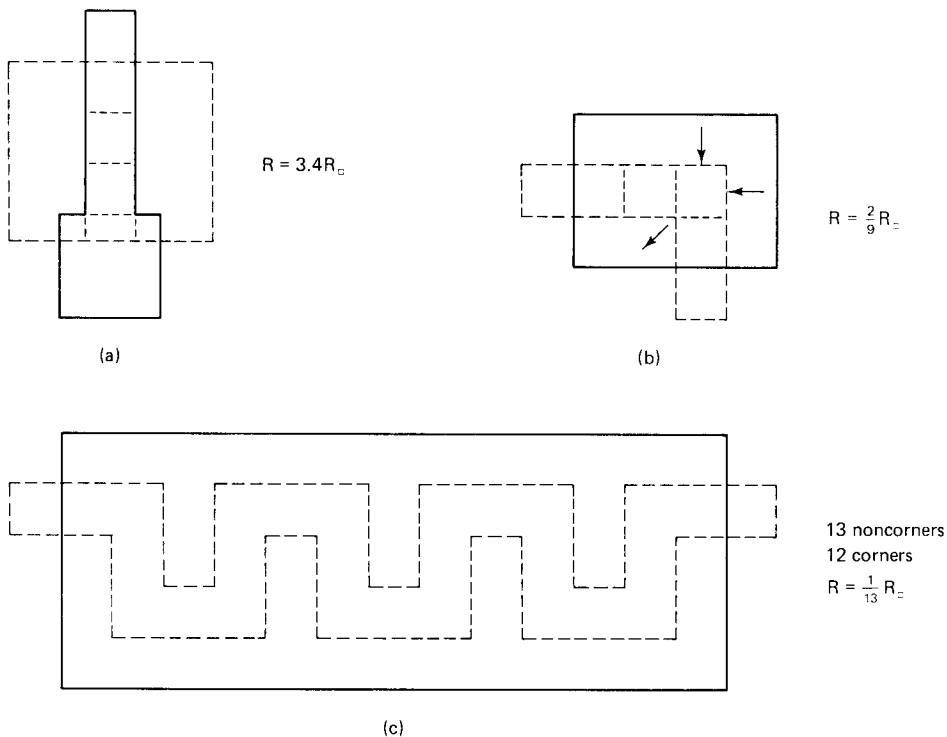 R = 3.4R□
(a)
R = 2/9 R□
(b)
13 noncorners
12 corners
R = 1/13 R□
(c)